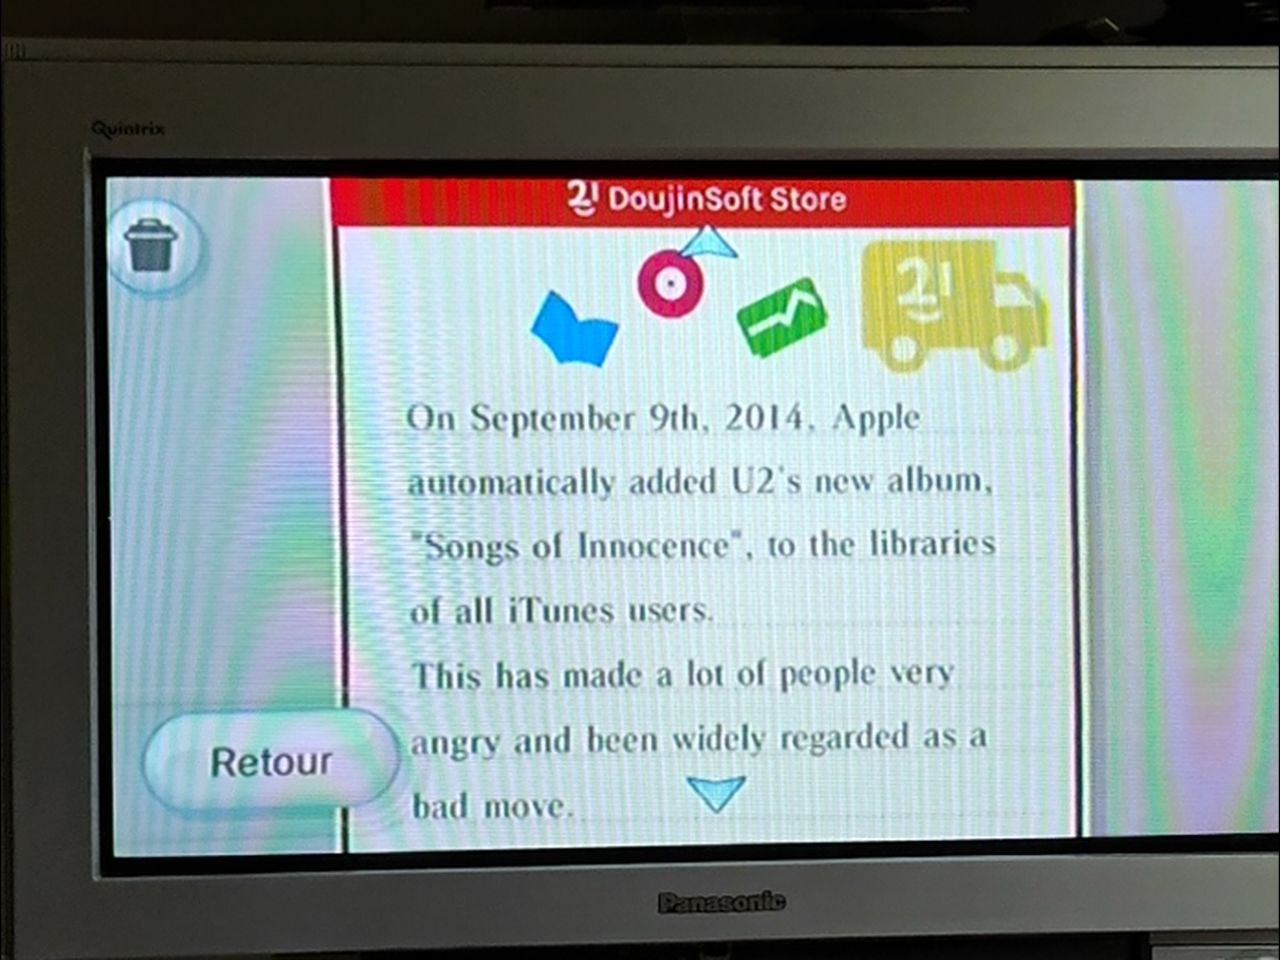 Quintrix
21 DoujinSoft Store
21
On September 9th, 2014, Apple
automatically added U2's new album,
"Songs of Innocence", to the libraries
of all iTunes users.
This has made a lot of people very
angry and been widely regarded as a
bad move.
Retour
Panasonic